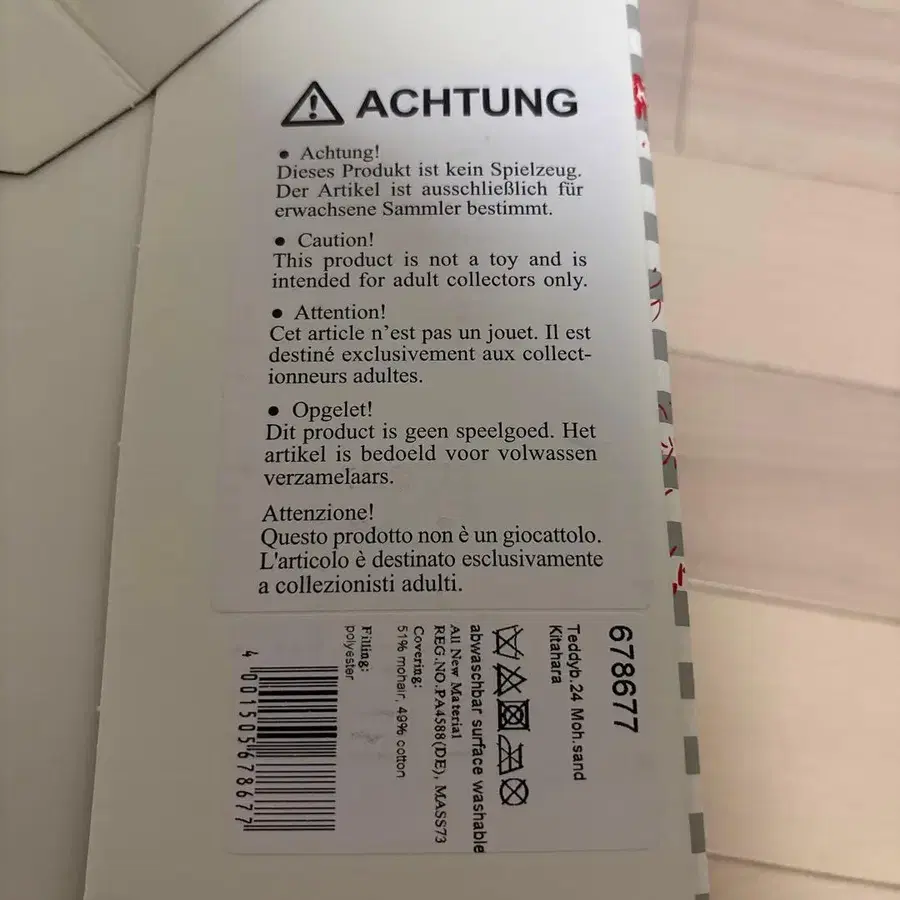 ACHTUNG
• Achtung!
Dieses Produkt ist kein Spielzeug.
Der Artikel ist ausschließlich für
erwachsene Sammler bestimmt.
• Caution!
This product is not a toy and is
intended for adult collectors only.
• Attention!
Cet article n'est pas un jouet. Il est
destiné exclusivement aux collect-
ionneurs adultes.
• Opgelet!
Dit product is geen speelgoed. Het
artikel is bedoeld voor volwassen
verzamelaars.
Attenzione!
Questo prodotto non è un giocattolo.
L'articolo è destinato esclusivamente
a collezionisti adulti.
678677
Teddyb.24 Moh.sand
Kitahara
abwaschbar surface washable
All New Material
REG.NO.PA4588(DE), MASS73
Covering:
51% mohair, 49% cotton
Filling:
polyester
4 001505 678677